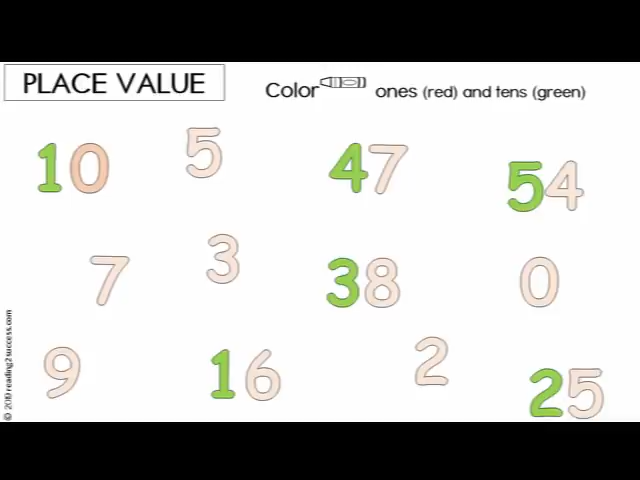 PLACE VALUE
Color ones (red) and tens (green)
10 5 47 54
7 3 38 0
9 16 2 25
© 2019 reading2success.com